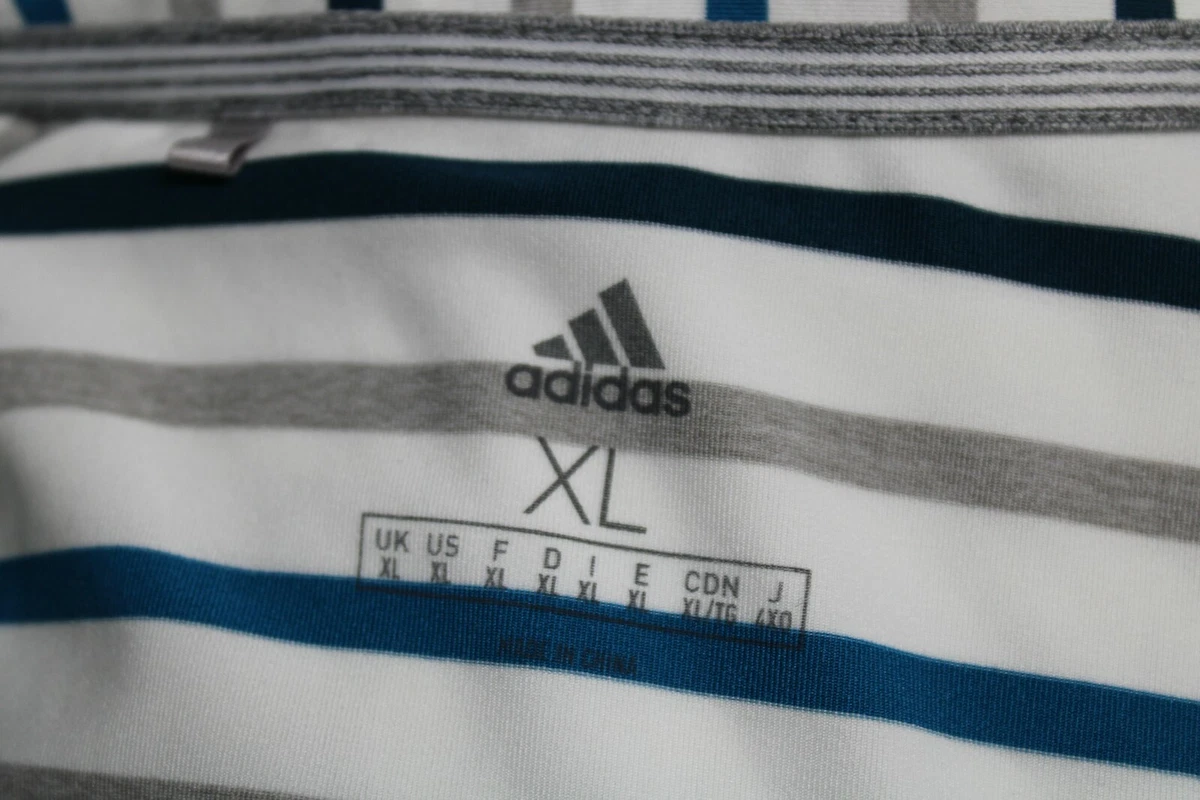 adidas
XL
UK US F D I E CDN J
XL XL XL XL XL XL XL/TG 4XO
MADE IN CHINA